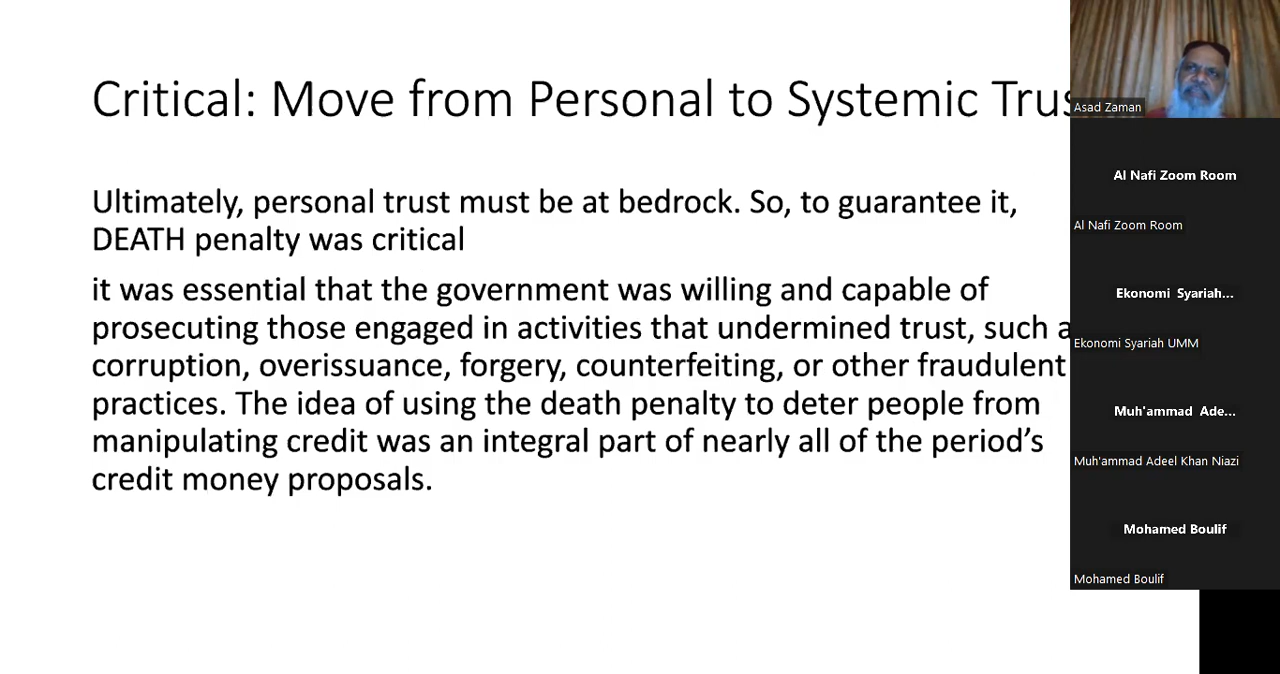 Critical: Move from Personal to Systemic Trus
Ultimately, personal trust must be at bedrock. So, to guarantee it,
DEATH penalty was critical
it was essential that the government was willing and capable of
prosecuting those engaged in activities that undermined trust, such a
corruption, overissuance, forgery, counterfeiting, or other fraudulent
practices. The idea of using the death penalty to deter people from
manipulating credit was an integral part of nearly all of the period’s
credit money proposals.
Asad Zaman
Al Nafi Zoom Room
Al Nafi Zoom Room
Ekonomi Syariah...
Ekonomi Syariah UMM
Muh'ammad Ade...
Muh'ammad Adeel Khan Niazi
Mohamed Boulif
Mohamed Boulif